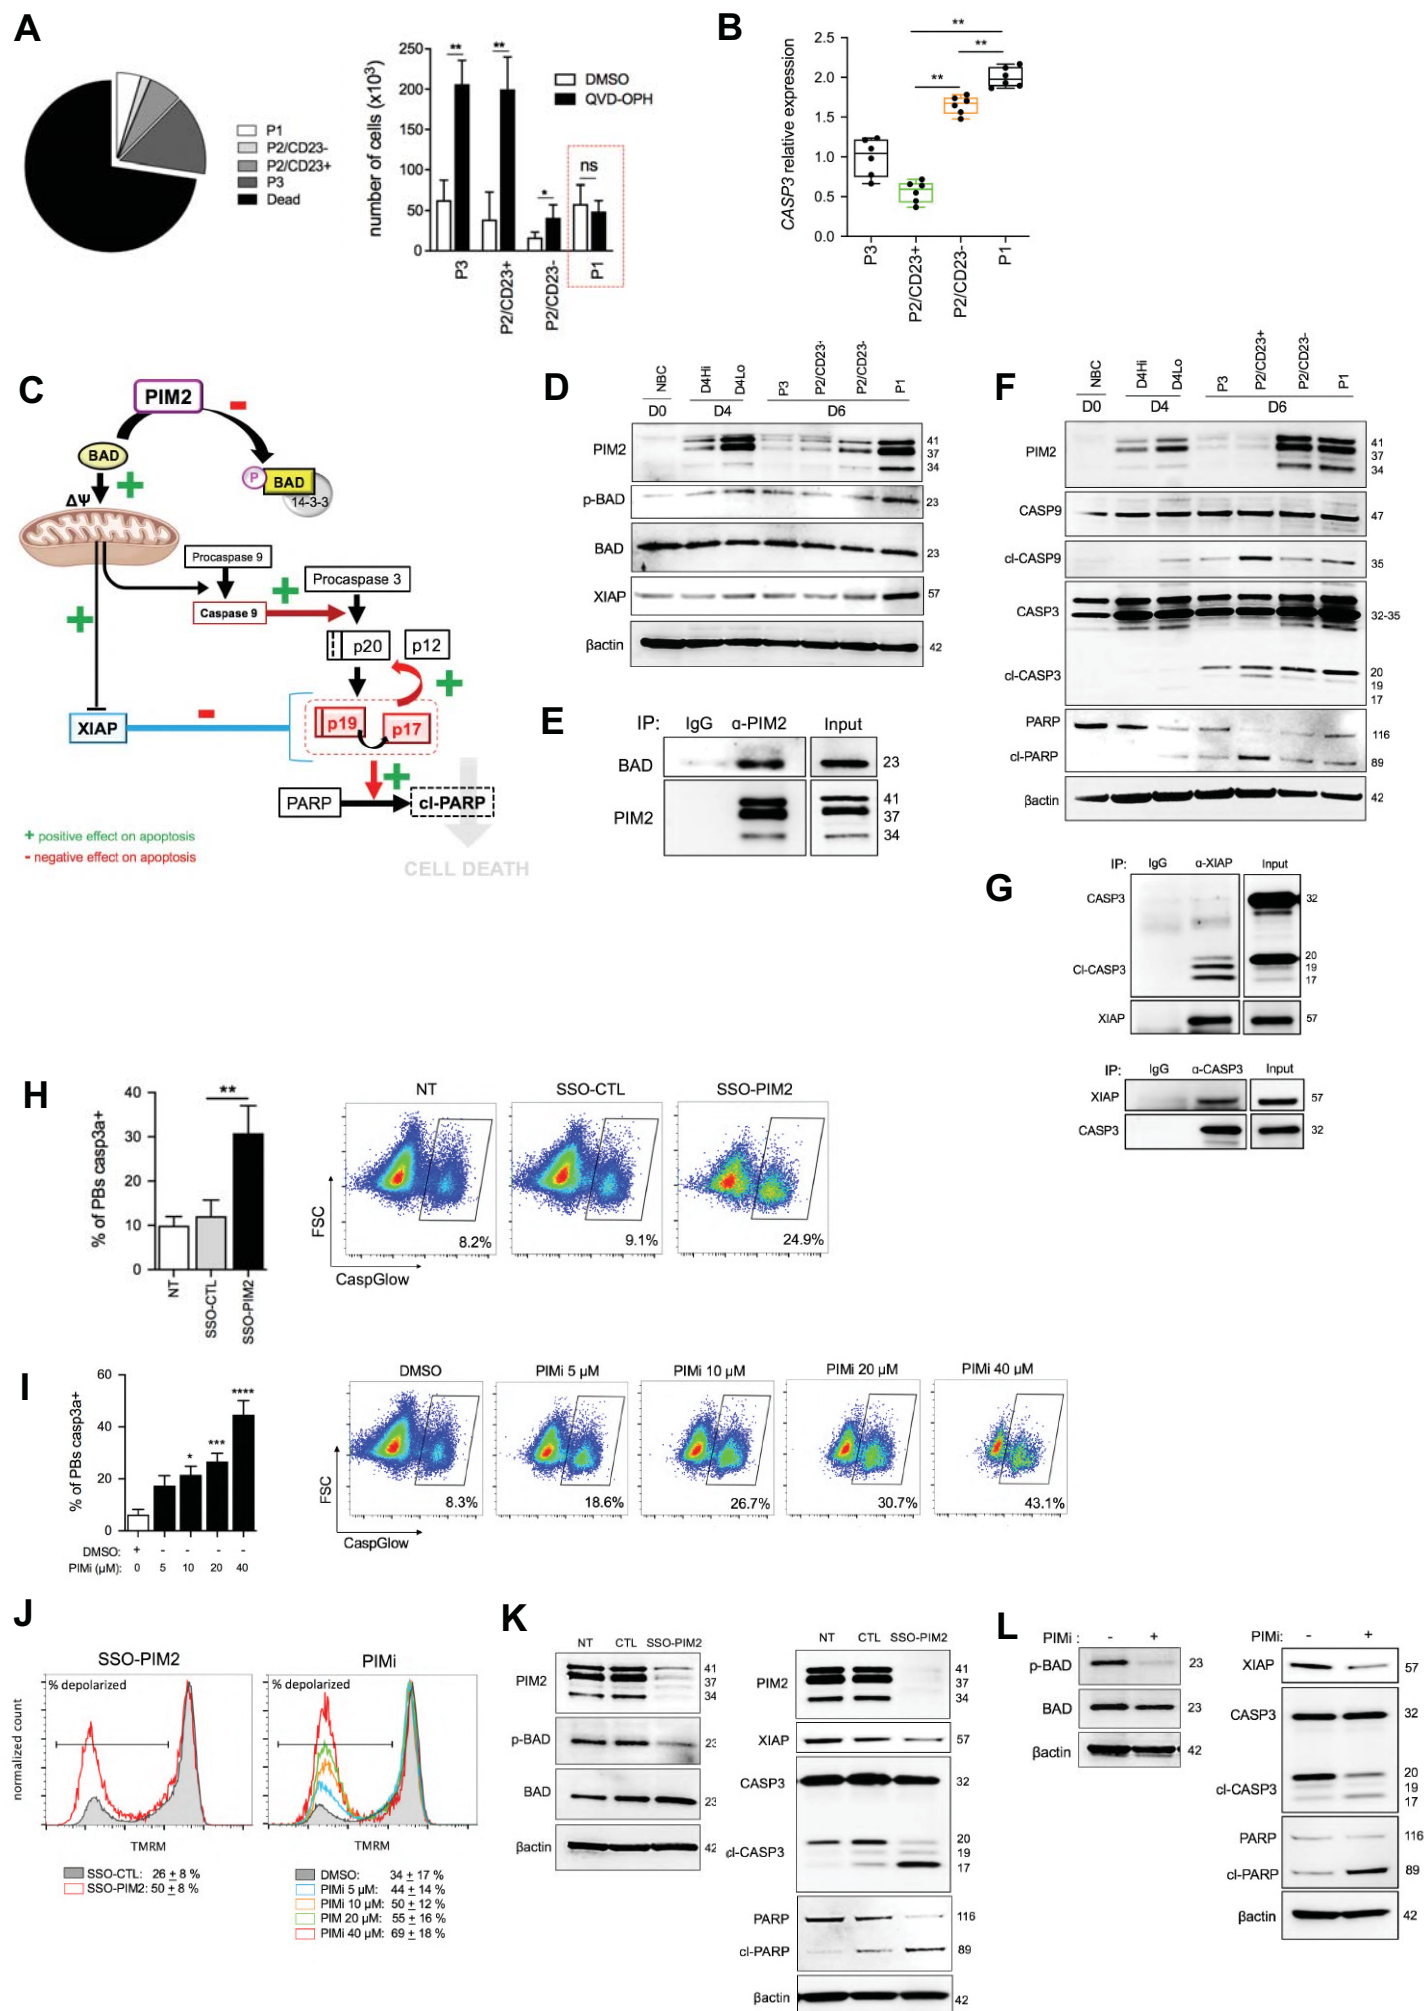 A
P1
P2/CD23-
P2/CD23+
P3
Dead
number of cells (x10³)
250
200
150
100
50
0
**
**
*
ns
DMSO
QVD-OPH
P3
P2/CD23+
P2/CD23-
P1
B
CASP3 relative expression
2.5
2.0
1.5
1.0
0.5
0.0
**
**
**
P3
P2/CD23+
P2/CD23-
P1
C
PIM2
BAD
P
BAD
14-3-3
ΔΨ
Procaspase 9
Caspase 9
Procaspase 3
p20
p12
XIAP
p19
p17
PARP
cl-PARP
CELL DEATH
+ positive effect on apoptosis
- negative effect on apoptosis
D
NBC
D4Hi
D4Lo
P3
P2/CD23+
P2/CD23-
P1
D0
D4
D6
PIM2
41
37
34
p-BAD
23
BAD
23
XIAP
57
βactin
42
E
IP: IgG α-PIM2 Input
BAD
23
PIM2
41
37
34
F
NBC
D4Hi
D4Lo
P3
P2/CD23+
P2/CD23-
P1
D0
D4
D6
PIM2
41
37
34
CASP9
47
cl-CASP9
35
CASP3
32-35
cl-CASP3
20
19
17
PARP
116
cl-PARP
89
βactin
42
G
IP: IgG α-XIAP Input
CASP3
32
Cl-CASP3
20
19
17
XIAP
57
IP: IgG α-CASP3 Input
XIAP
57
CASP3
32
H
% of PBs casp3a+
40
30
20
10
0
**
NT
SSO-CTL
SSO-PIM2
NT
SSO-CTL
SSO-PIM2
8.2%
9.1%
24.9%
FSC
CaspGlow
I
% of PBs casp3a+
60
40
20
0
*
***
****
DMSO: + - - - -
PIMi (µM): 0 5 10 20 40
DMSO
PIMi 5 µM
PIMi 10 µM
PIMi 20 µM
PIMi 40 µM
8.3%
18.6%
26.7%
30.7%
43.1%
FSC
CaspGlow
J
SSO-PIM2
PIMi
% depolarized
% depolarized
normalized count
TMRM
TMRM
SSO-CTL: 26 ± 8 %
SSO-PIM2: 50 ± 8 %
DMSO: 34 ± 17 %
PIMi 5 µM: 44 ± 14 %
PIMi 10 µM: 50 ± 12 %
PIM 20 µM: 55 ± 16 %
PIMi 40 µM: 69 ± 18 %
K
NT CTL SSO-PIM2
PIM2
41
37
34
p-BAD
23
BAD
23
βactin
42
NT CTL SSO-PIM2
PIM2
41
37
34
XIAP
57
CASP3
32
cl-CASP3
20
19
17
PARP
116
cl-PARP
89
βactin
42
L
PIMi : - +
p-BAD
23
BAD
23
βactin
42
PIMi: - +
XIAP
57
CASP3
32
cl-CASP3
20
19
17
PARP
116
cl-PARP
89
βactin
42